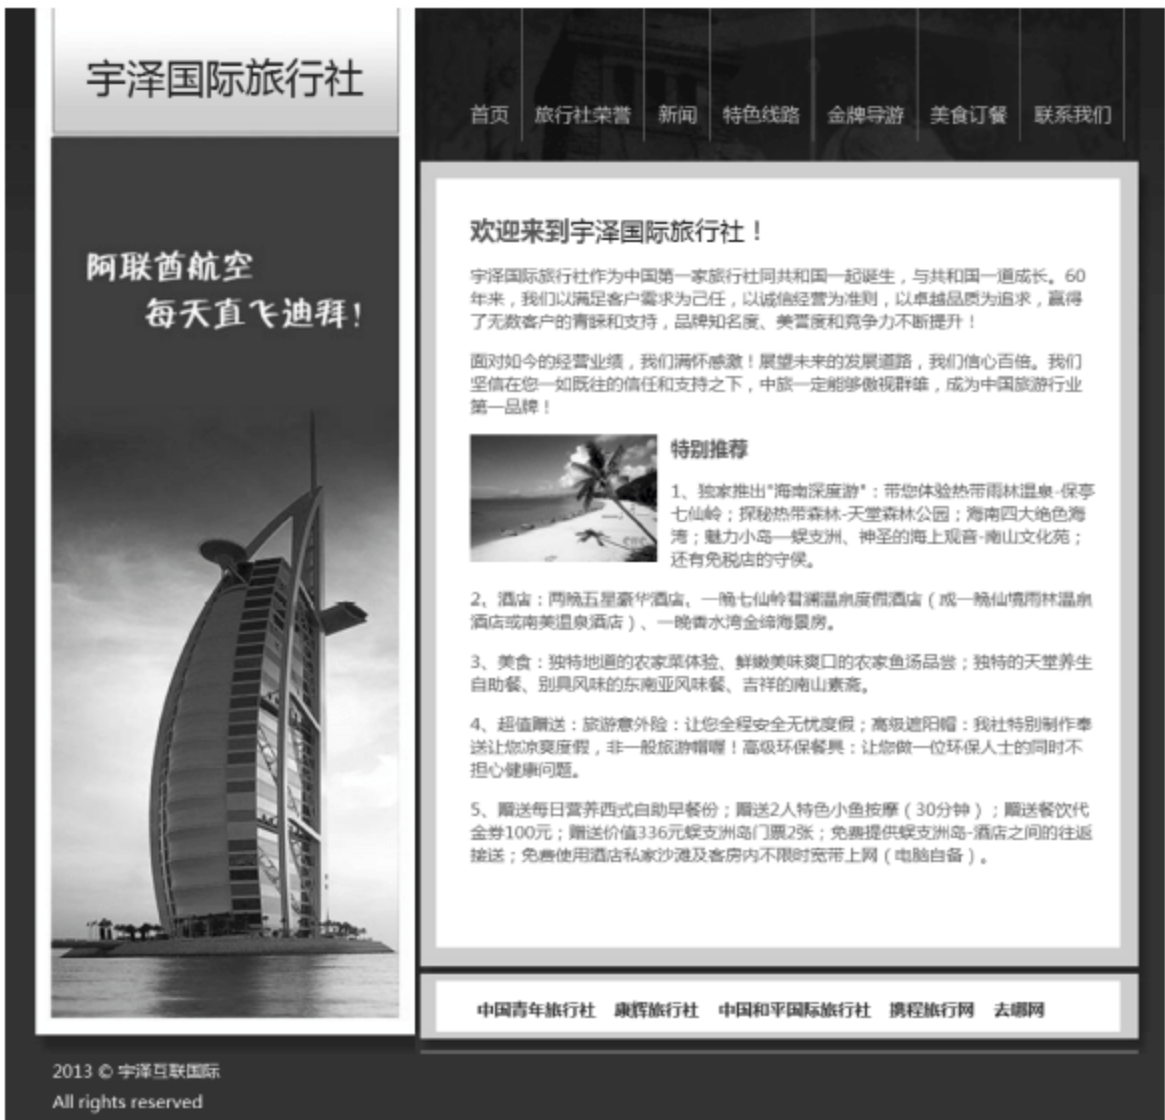 宇泽国际旅行社
首页 旅行社荣誉 新闻 特色线路 金牌导游 美食订餐 联系我们
阿联酋航空
每天直飞迪拜!
欢迎来到宇泽国际旅行社！
宇泽国际旅行社作为中国第一家旅行社同共和国一起诞生，与共和国一道成长。60
年来，我们以满足客户需求为己任，以诚信经营为准则，以卓越品质为追求，赢得
了无数客户的青睐和支持，品牌知名度、美誉度和竞争力不断提升！
面对如今的经营业绩，我们满怀感激！展望未来的发展道路，我们信心百倍。我们
坚信在您一如既往的信任和支持之下，中旅一定能够傲视群雄，成为中国旅游行业
第一品牌！
特别推荐
1、独家推出"海南深度游"：带您体验热带雨林温泉-保亭
七仙岭；探秘热带森林-天堂森林公园；海南四大绝色海
湾；魅力小岛—蜈支洲、神圣的海上观音-南山文化苑；
还有免税店的守侯。
2、酒店：两晚五星豪华酒店、一晚七仙岭君澜温泉度假酒店（或一晚仙境雨林温泉
酒店或南美温泉酒店）、一晚香水湾金缔海景房。
3、美食：独特地道的农家菜体验、鲜嫩美味爽口的农家鱼汤品尝；独特的天堂养生
自助餐、别具风味的东南亚风味餐、吉祥的南山素斋。
4、超值赠送：旅游意外险：让您全程安全无忧度假；高级遮阳帽：我社特别制作奉
送让您凉爽度假，非一般旅游帽喔！高级环保餐具：让您做一位环保人士的同时不
担心健康问题。
5、赠送每日营养西式自助早餐份；赠送2人特色小鱼按摩（30分钟）；赠送餐饮代
金券100元；赠送价值336元蜈支洲岛门票2张；免费提供蜈支洲岛-酒店之间的往返
接送；免费使用酒店私家沙滩及客房内不限时宽带上网（电脑自备）。
中国青年旅行社 康辉旅行社 中国和平国际旅行社 携程旅行网 去哪网
2013 © 宇泽互联国际
All rights reserved